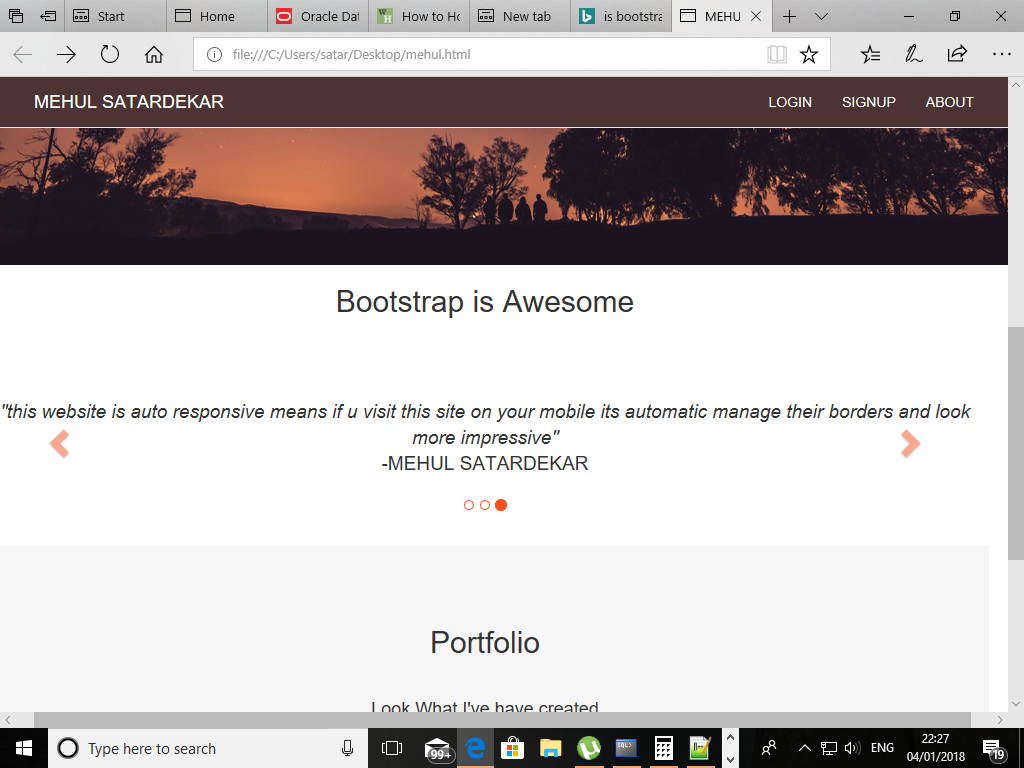 Start
Home
Oracle Dat
How to Ho
New tab
is bootstra
MEHU
file:///C:/Users/satar/Desktop/mehul.html
MEHUL SATARDEKAR
LOGIN SIGNUP ABOUT
Bootstrap is Awesome
"this website is auto responsive means if u visit this site on your mobile its automatic manage their borders and look
more impressive"
-MEHUL SATARDEKAR
Portfolio
Look What I've have created
Type here to search
99+
SQL>
ENG
22:27
04/01/2018
19